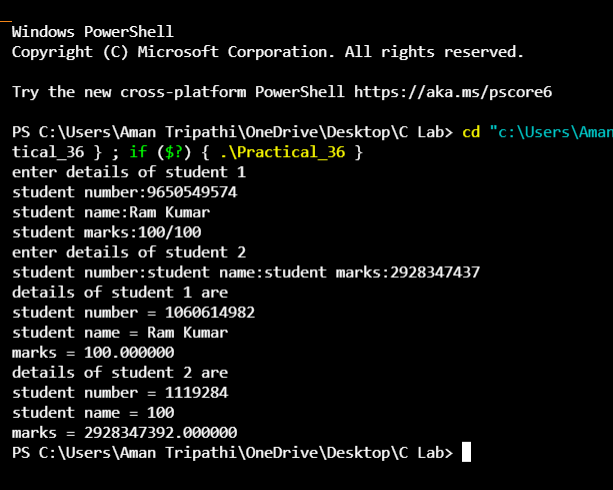 Windows PowerShell
Copyright (C) Microsoft Corporation. All rights reserved.
Try the new cross-platform PowerShell https://aka.ms/pscore6
PS C:\Users\Aman Tripathi\OneDrive\Desktop\C Lab> cd "c:\Users\Aman
tical_36 } ; if ($?) { .\Practical_36 }
enter details of student 1
student number:9650549574
student name:Ram Kumar
student marks:100/100
enter details of student 2
student number:student name:student marks:2928347437
details of student 1 are
student number = 1060614982
student name = Ram Kumar
marks = 100.000000
details of student 2 are
student number = 1119284
student name = 100
marks = 2928347392.000000
PS C:\Users\Aman Tripathi\OneDrive\Desktop\C Lab>